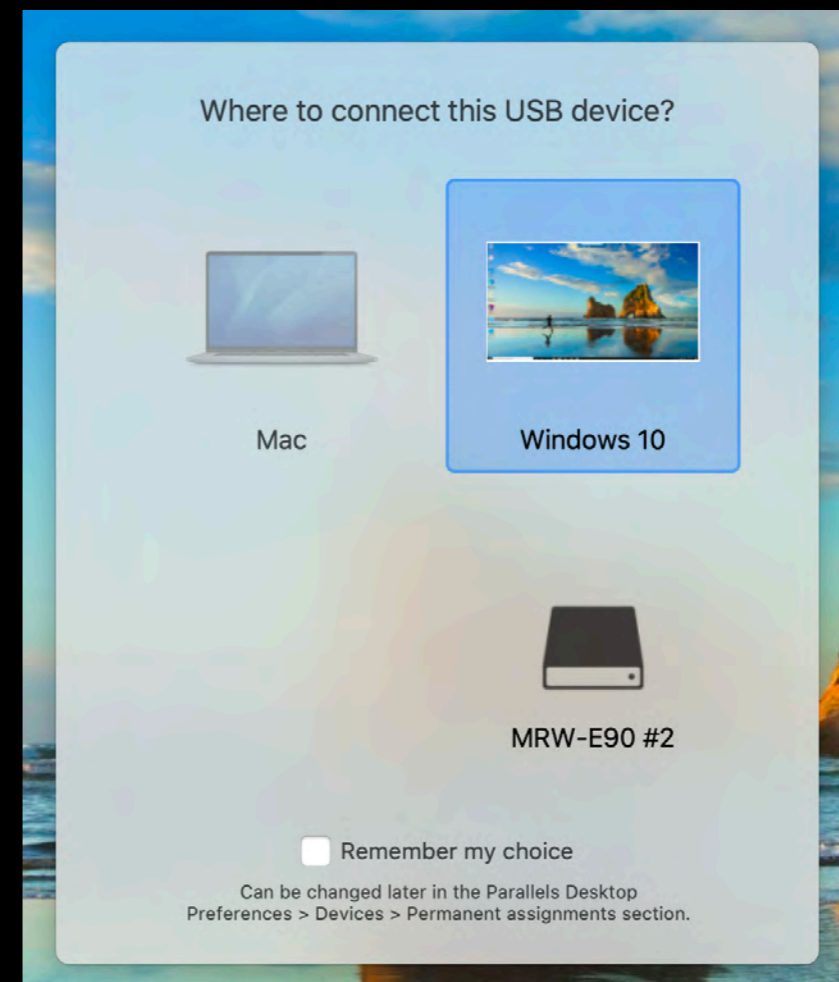 Where to connect this USB device?
Mac
Windows 10
MRW-E90 #2
Remember my choice
Can be changed later in the Parallels Desktop
Preferences > Devices > Permanent assignments section.